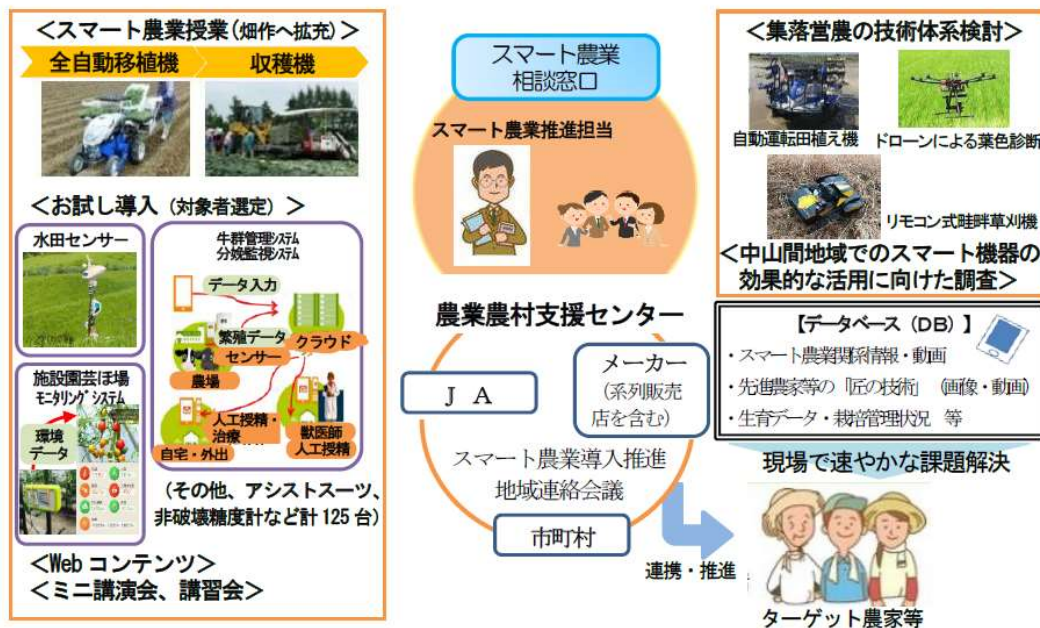 ＜スマート農業授業（畑作へ拡充）＞
全自動移植機
収穫機
＜お試し導入（対象者選定）＞
水田センサー
牛群管理システム
分娩監視システム
データ入力
繁殖データ
クラウド
センサー
農場
人工授精・
治療
自宅・外出
獣医師
人工授精
施設園芸ほ場
モニタリングシステム
環境
データ
（その他、アシストスーツ、
非破壊糖度計など計125台）
＜Webコンテンツ＞
＜ミニ講演会、講習会＞
スマート農業
相談窓口
スマート農業推進担当
農業農村支援センター
ＪＡ
メーカー
（系列販売
店を含む）
スマート農業導入推進
地域連絡会議
市町村
連携・推進
＜集落営農の技術体系検討＞
自動運転田植え機
ドローンによる葉色診断
リモコン式畦畔草刈機
＜中山間地域でのスマート機器の
効果的な活用に向けた調査＞
【データベース（DB）】
・スマート農業関係情報・動画
・先進農家等の「匠の技術」（画像・動画）
・生育データ・栽培管理状況　等
現場で速やかな課題解決
ターゲット農家等